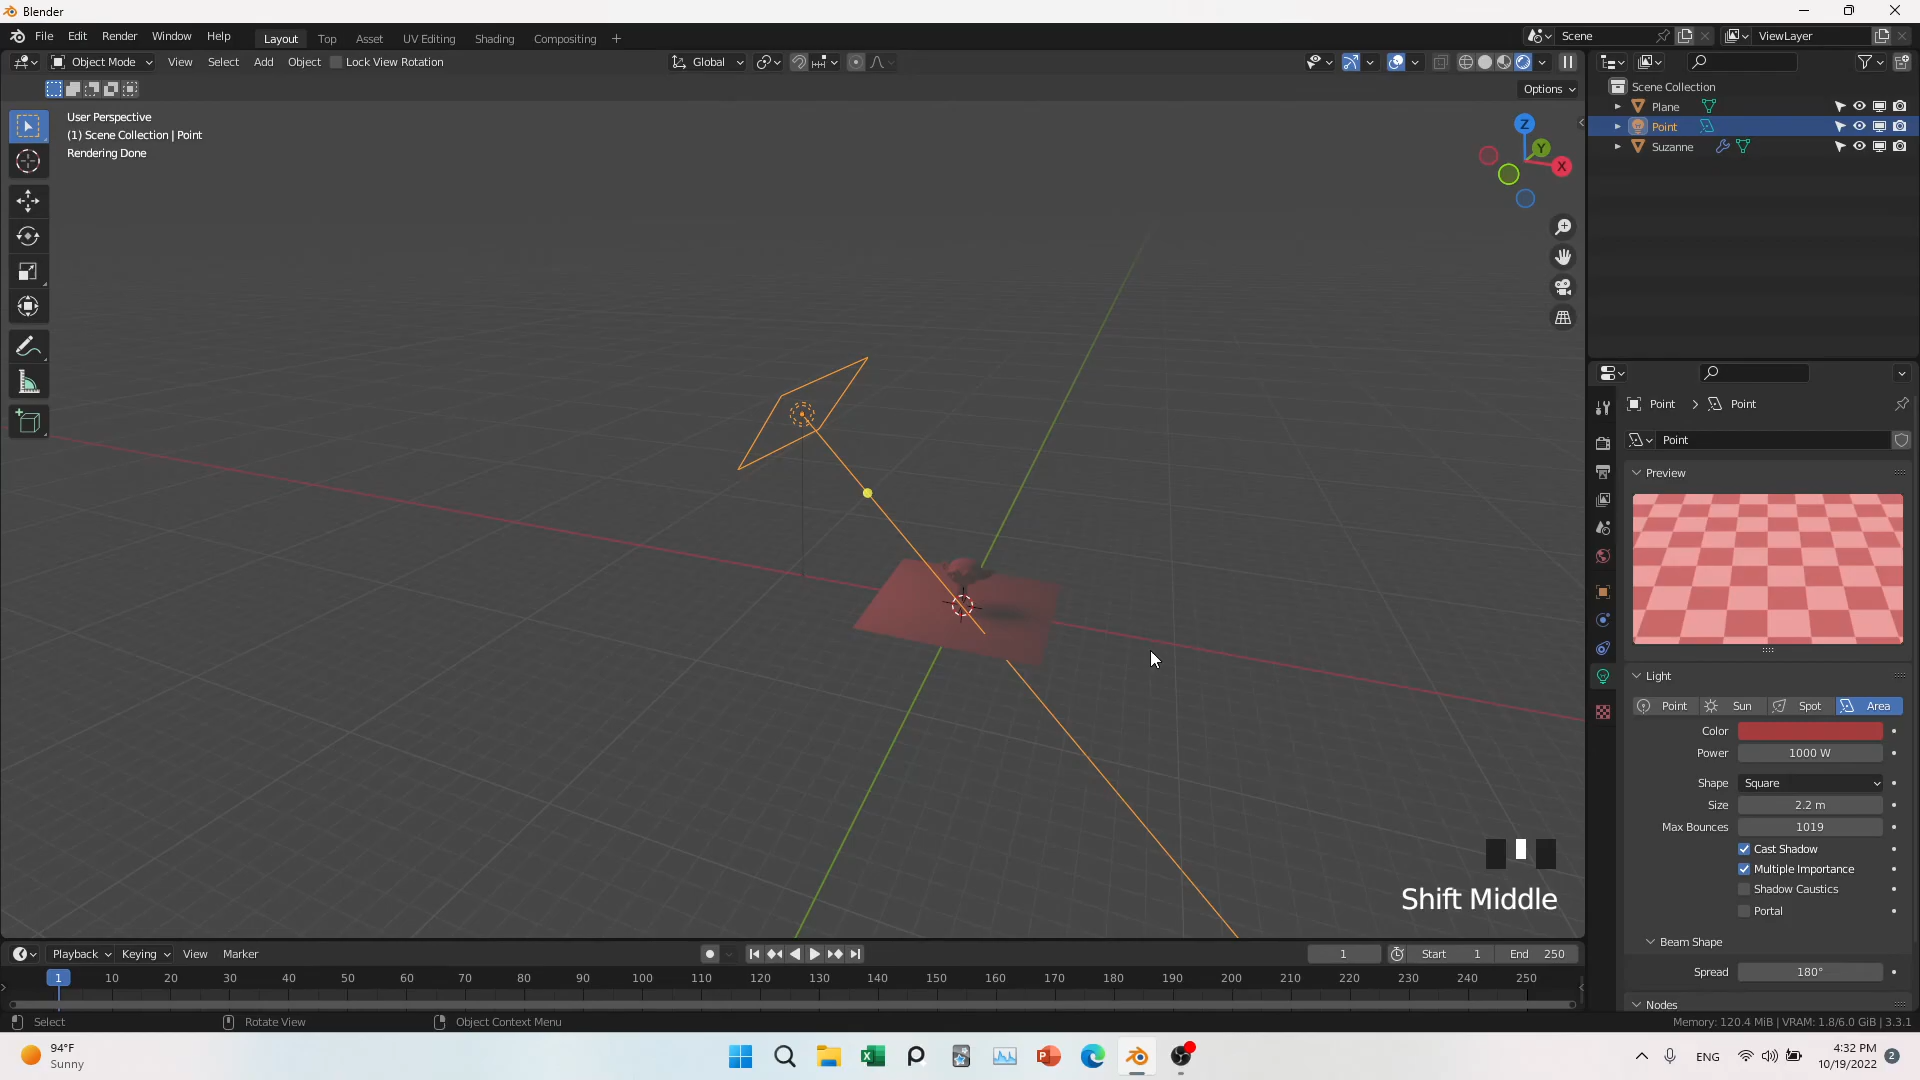 Blender
File Edit Render Window Help Layout Top Asset UV Editing Shading Compositing + Scene ViewLayer
Object Mode View Select Add Object Lock View Rotation Global
Options
User Perspective
(1) Scene Collection | Point
Rendering Done
Z
Y
X
Scene Collection
Plane
Point
Suzanne
Point > Point
Point
Preview
Light
Point Sun Spot Area
Color
Power 1000 W
Shape Square
Size 2.2 m
Max Bounces 1019
Cast Shadow
Multiple Importance
Shadow Caustics
Portal
Beam Shape
Spread 180°
Nodes
Shift Middle
Playback Keying View Marker 1 Start 1 End 250
1 10 20 30 40 50 60 70 80 90 100 110 120 130 140 150 160 170 180 190 200 210 220 230 240 250
Select Rotate View Object Context Menu Memory: 120.4 MiB | VRAM: 1.8/6.0 GiB | 3.3.1
94°F
Sunny
ENG
4:32 PM
10/19/2022
2